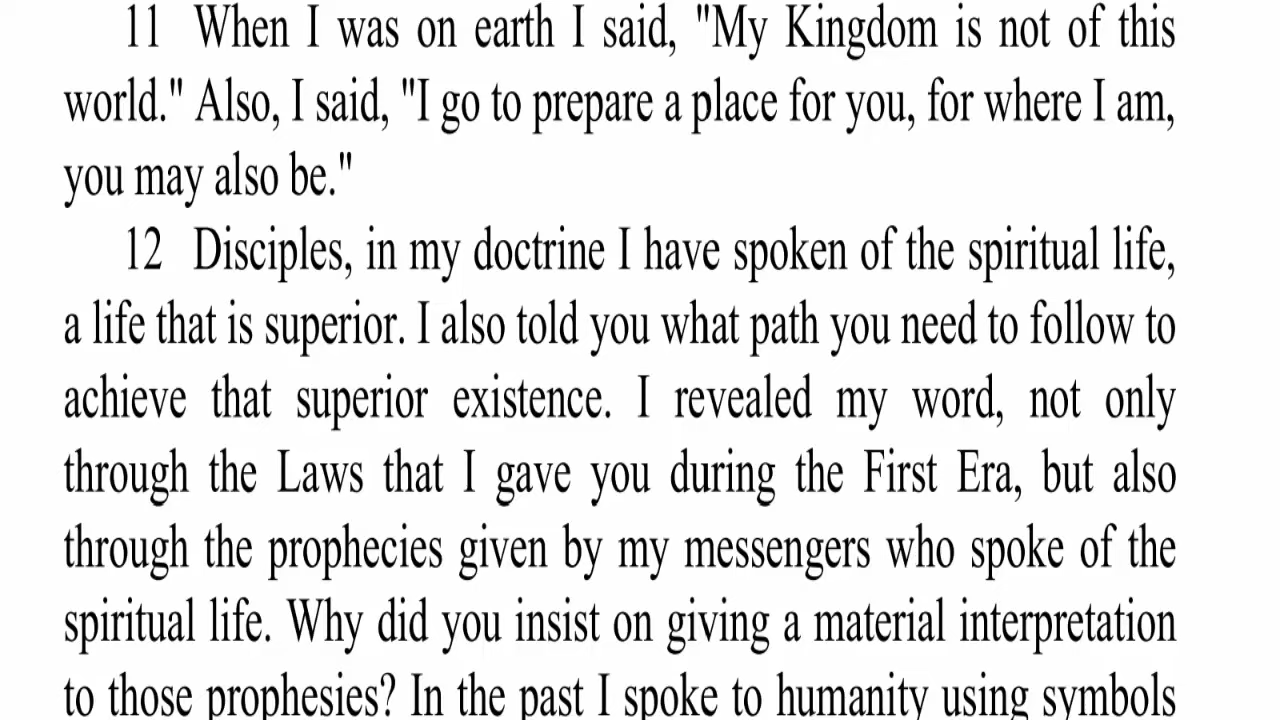 11 When I was on earth I said, "My Kingdom is not of this
world." Also, I said, "I go to prepare a place for you, for where I am,
you may also be."
12 Disciples, in my doctrine I have spoken of the spiritual life,
a life that is superior. I also told you what path you need to follow to
achieve that superior existence. I revealed my word, not only
through the Laws that I gave you during the First Era, but also
through the prophecies given by my messengers who spoke of the
spiritual life. Why did you insist on giving a material interpretation
to those prophesies? In the past I spoke to humanity using symbols